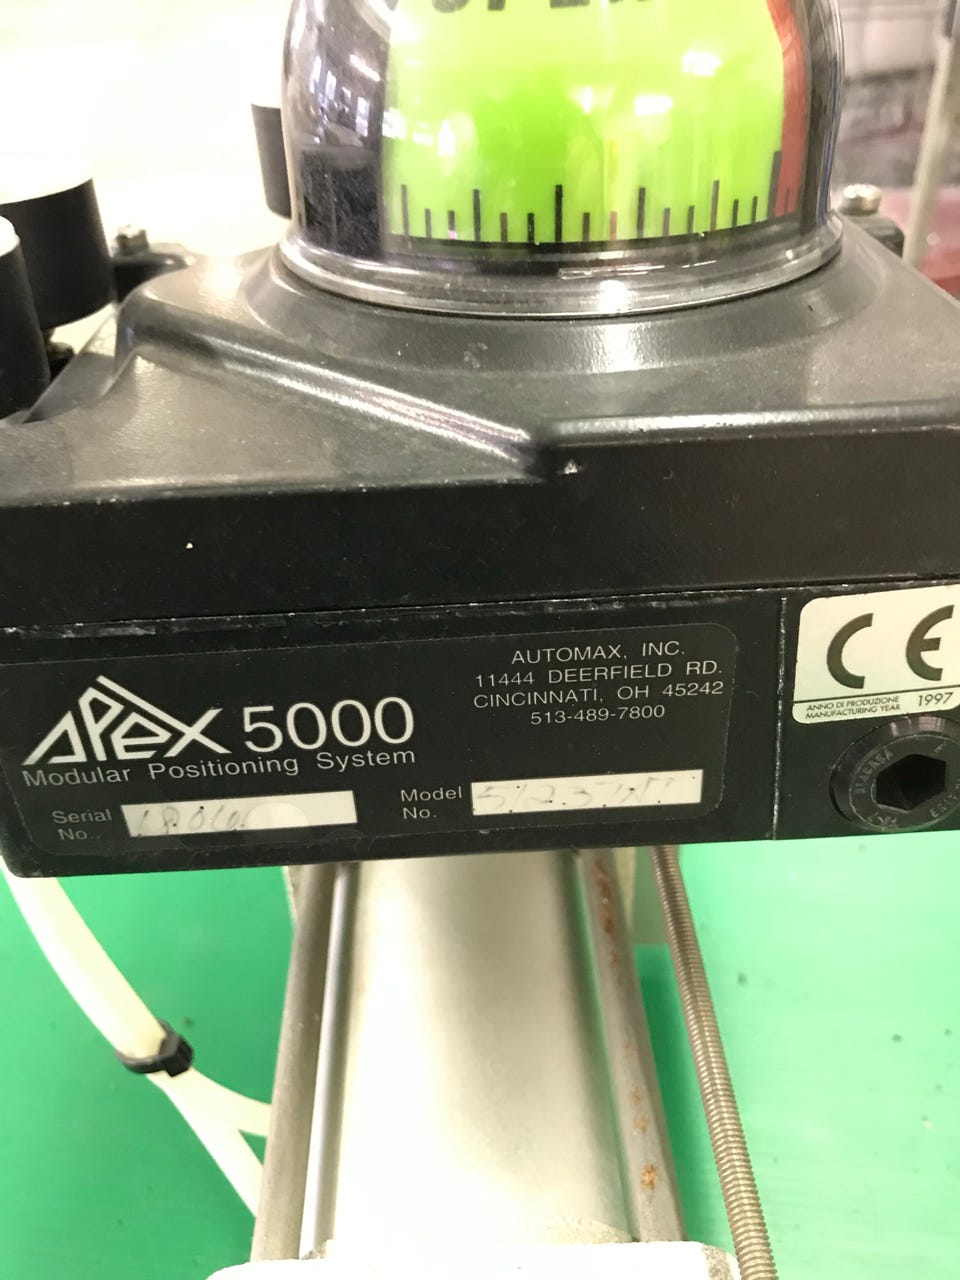 APEX 5000
Modular Positioning System
AUTOMAX, INC.
11444 DEERFIELD RD.
CINCINNATI, OH 45242
513-489-7800
Serial
No..
Model
No.
CE
ANNO DI PRODUZIONE
MANUFACTURING YEAR 1997